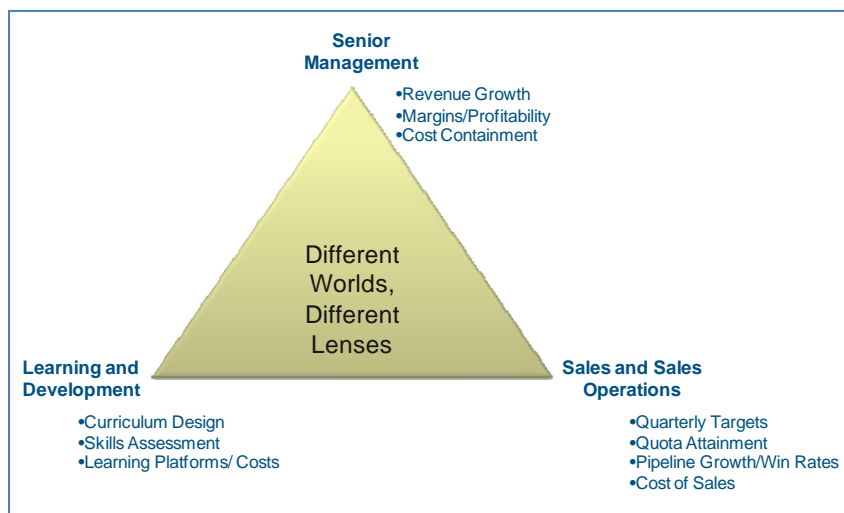 Senior
Management
•Revenue Growth
•Margins/Profitability
•Cost Containment
Different
Worlds,
Different
Lenses
Learning and
Development
•Curriculum Design
•Skills Assessment
•Learning Platforms/ Costs
Sales and Sales
Operations
•Quarterly Targets
•Quota Attainment
•Pipeline Growth/Win Rates
•Cost of Sales